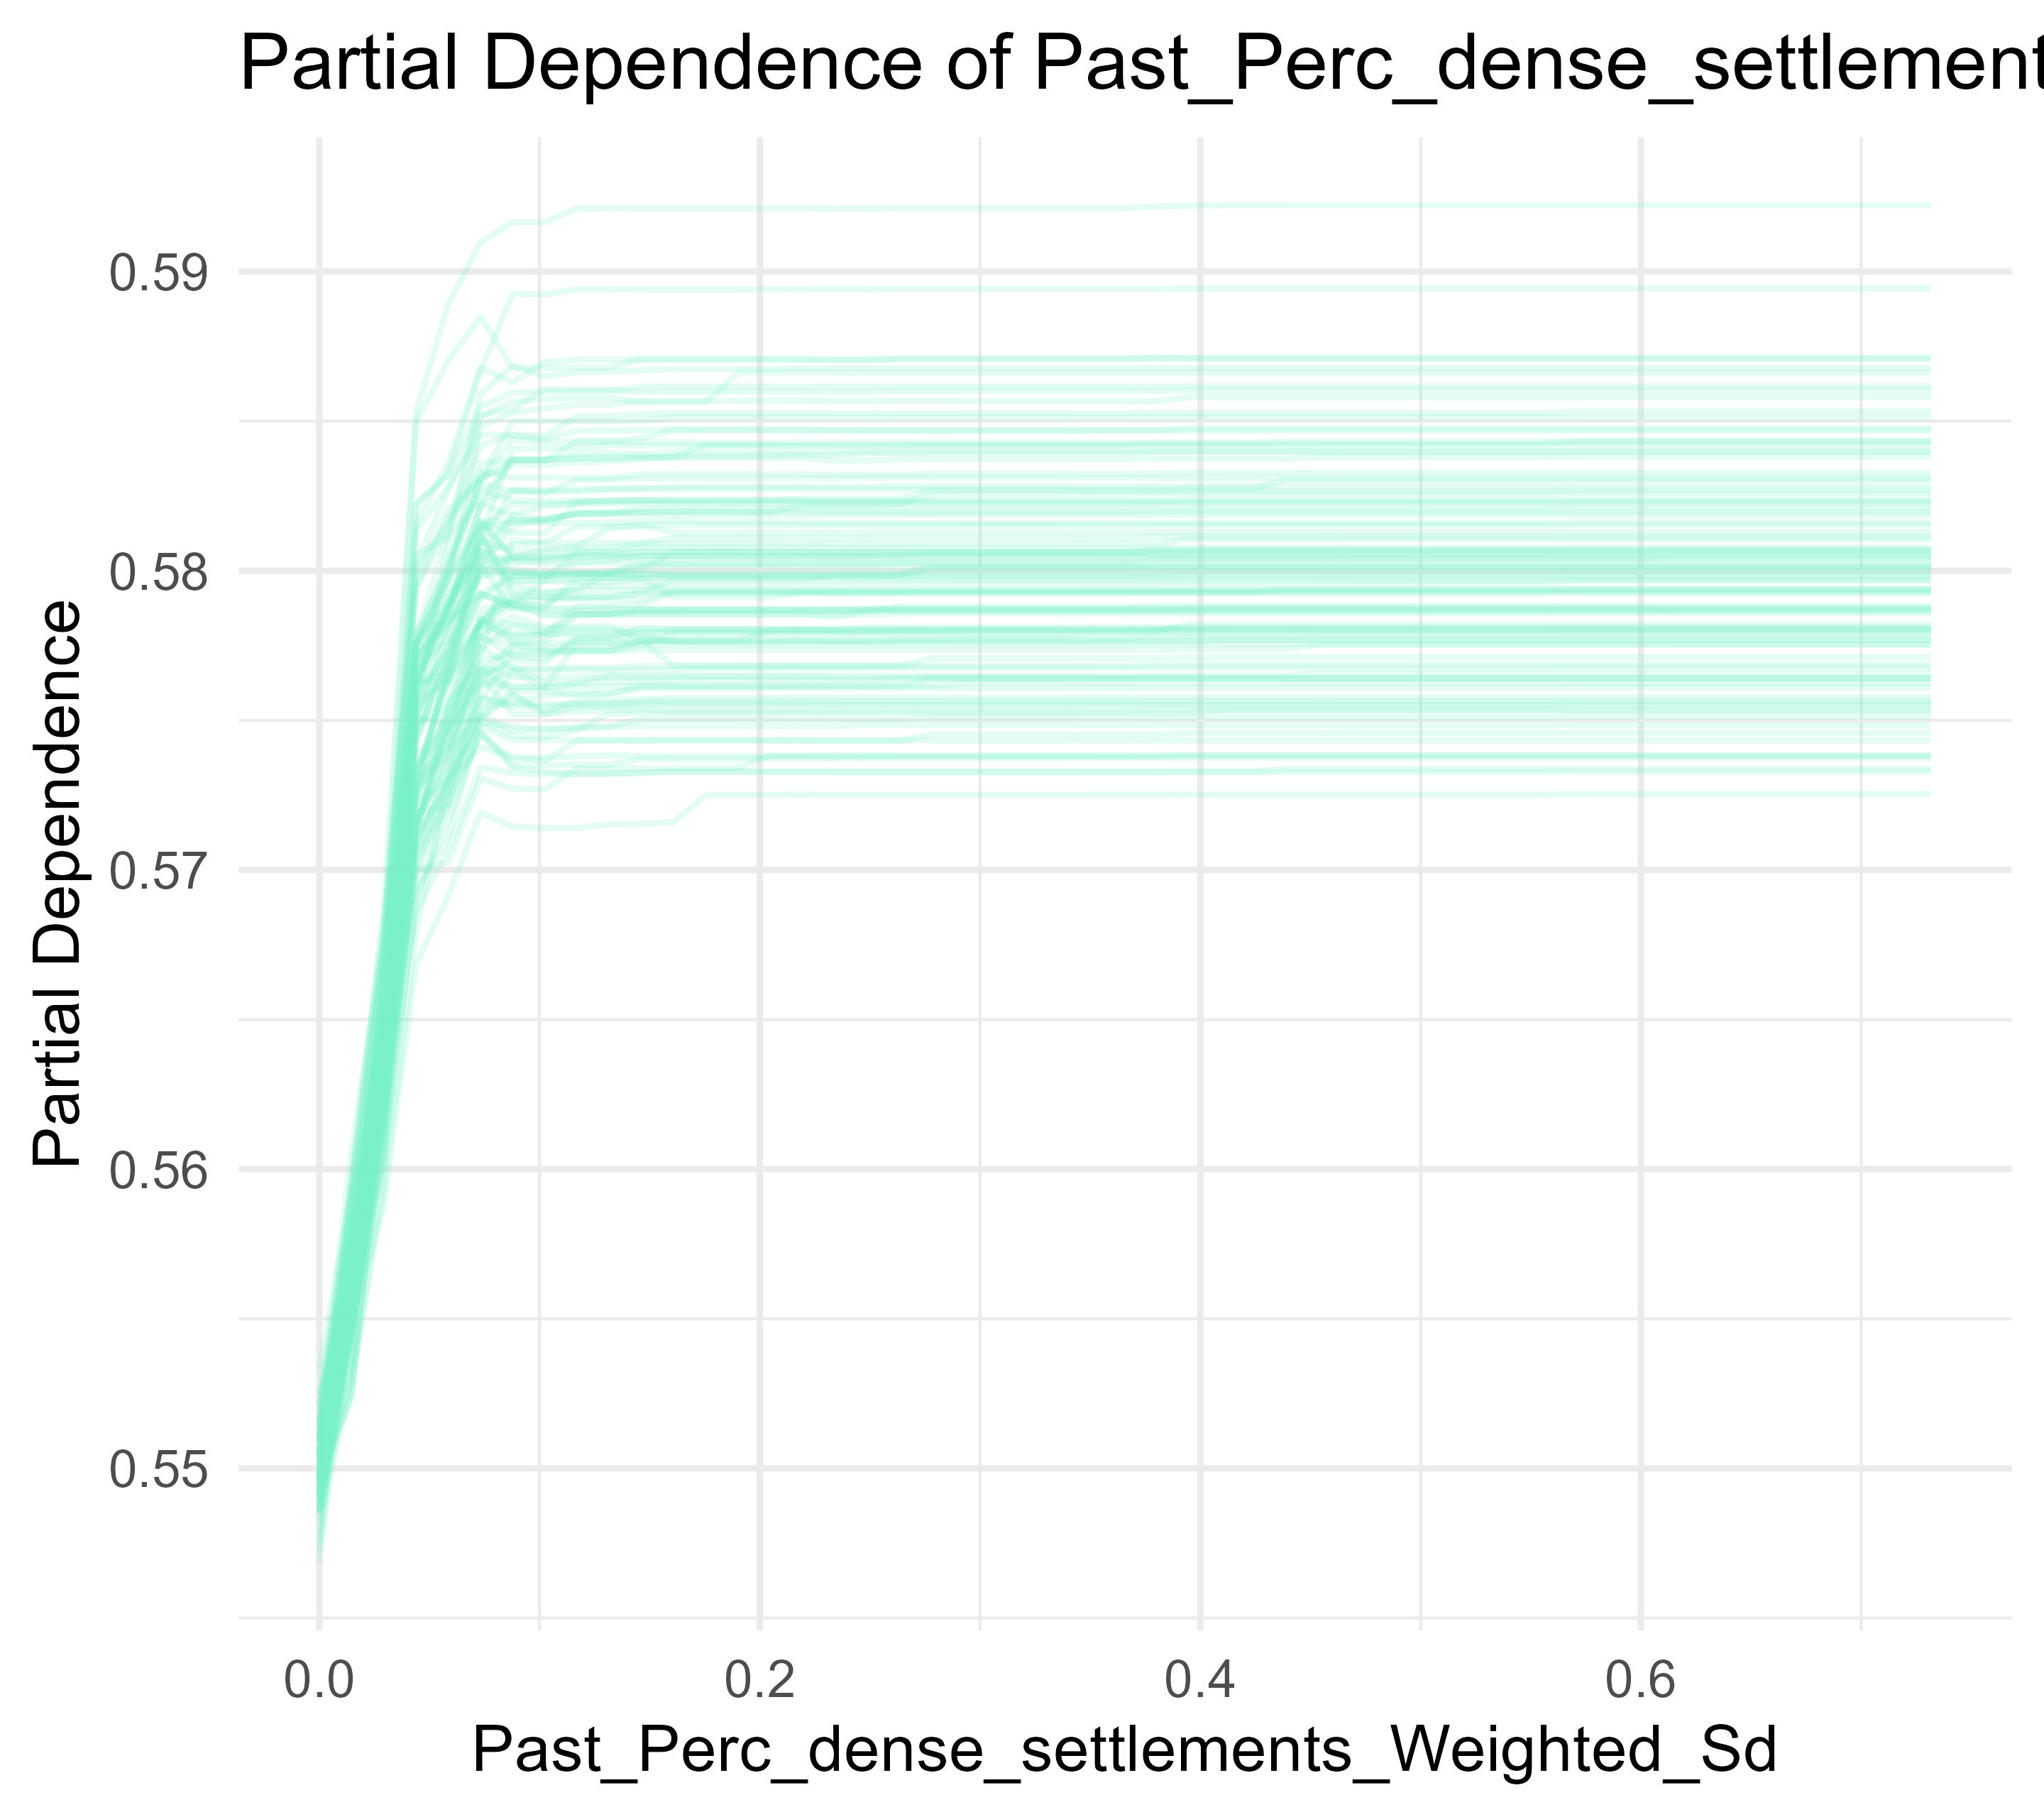 Partial Dependence of Past_Perc_dense_settlement
0.59
0.58
0.57
0.56
0.55
Partial Dependence
0.0 0.2 0.4 0.6
Past_Perc_dense_settlements_Weighted_Sd